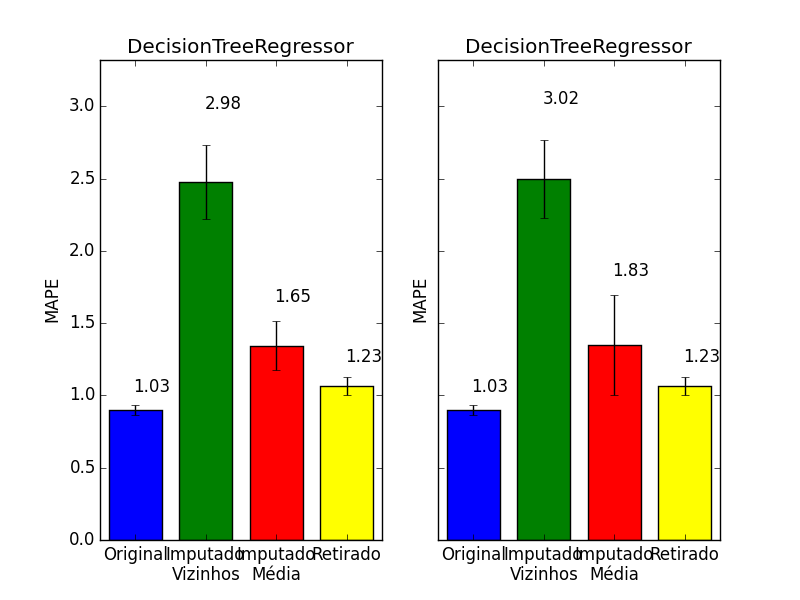 DecisionTreeRegressor
MAPE
3.0
2.5
2.0
1.5
1.0
0.5
0.0
1.03
2.98
1.65
1.23
Original Imputado Imputado Retirado
Vizinhos Média
DecisionTreeRegressor
MAPE
1.03
3.02
1.83
1.23
Original Imputado Imputado Retirado
Vizinhos Média